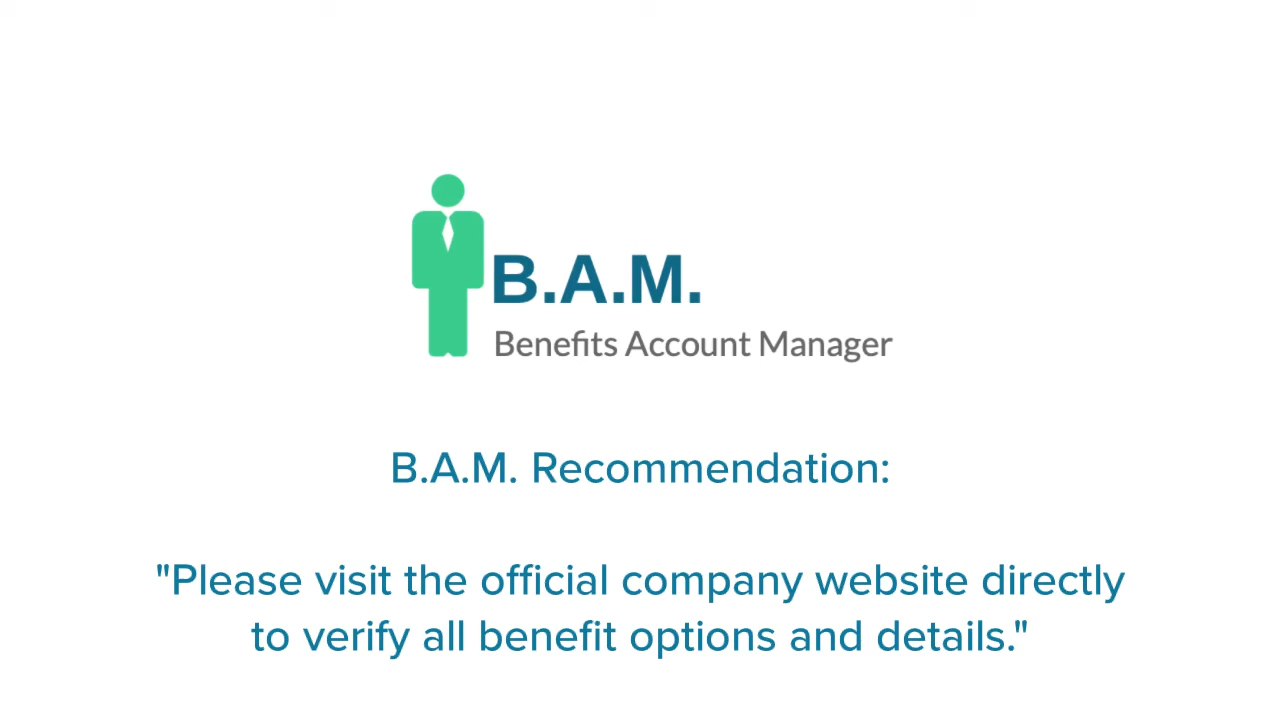 B.A.M.
Benefits Account Manager
B.A.M. Recommendation:
"Please visit the official company website directly
to verify all benefit options and details."